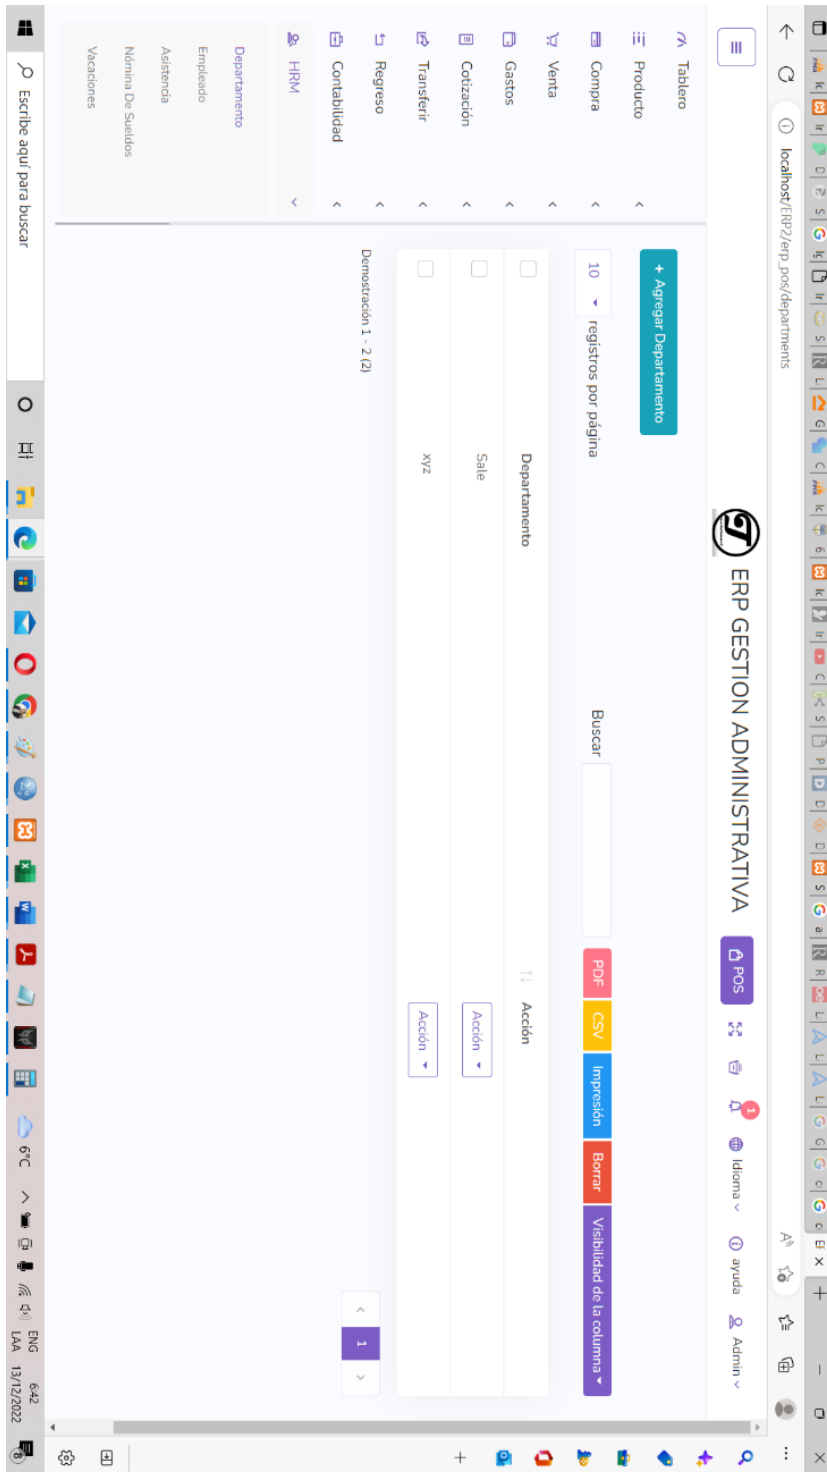 localhost/ERP2/erp_pos/departments
ERP GESTION ADMINISTRATIVA
POS
1
Idioma
ayuda
Admin
Tablero
Producto
Compra
Venta
Gastos
Cotización
Transferir
Regreso
Contabilidad
HRM
Departamento
Empleado
Asistencia
Nómina De Sueldos
Vacaciones
+ Agregar Departamento
10 registros por página
Buscar
PDF CSV Impresión Borrar Visibilidad de la columna
Departamento Acción
Sale Acción
xyz Acción
Demostración 1 - 2 (2)
< 1 >
Escribe aquí para buscar
6°C
ENG
LAA
6:42
13/12/2022
8